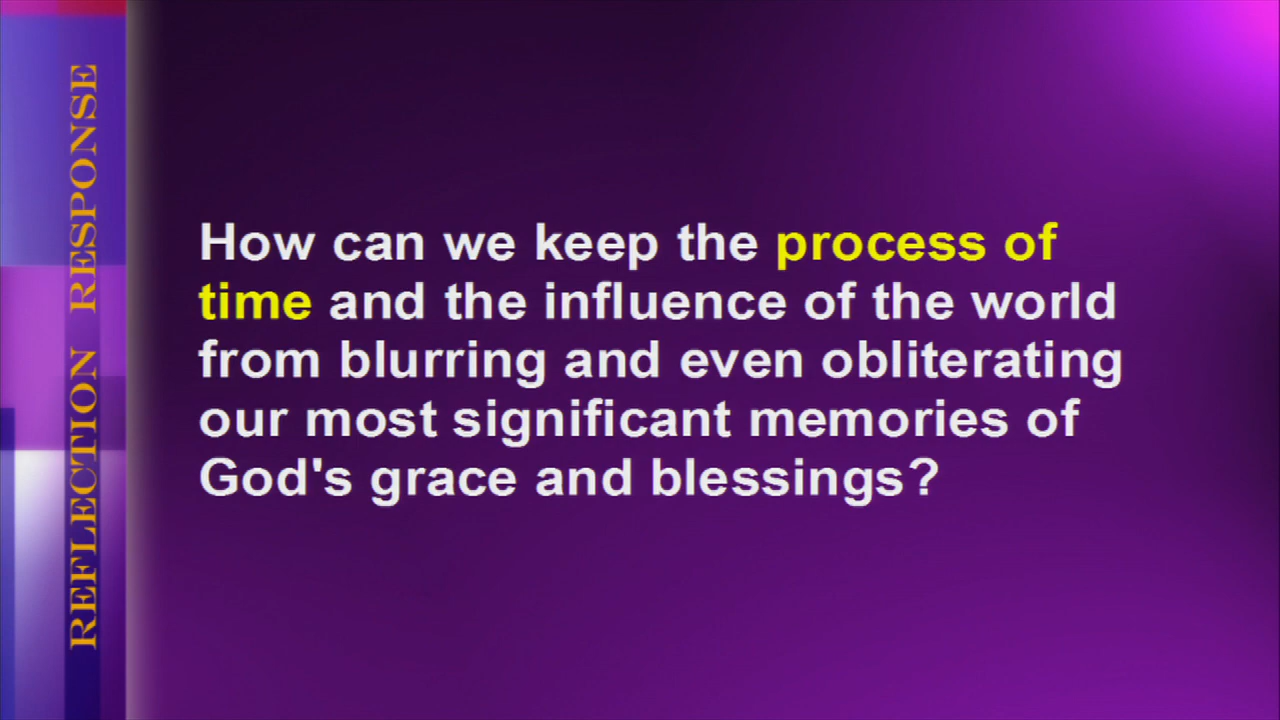 REFLECTION RESPONSE
How can we keep the process of
time and the influence of the world
from blurring and even obliterating
our most significant memories of
God's grace and blessings?